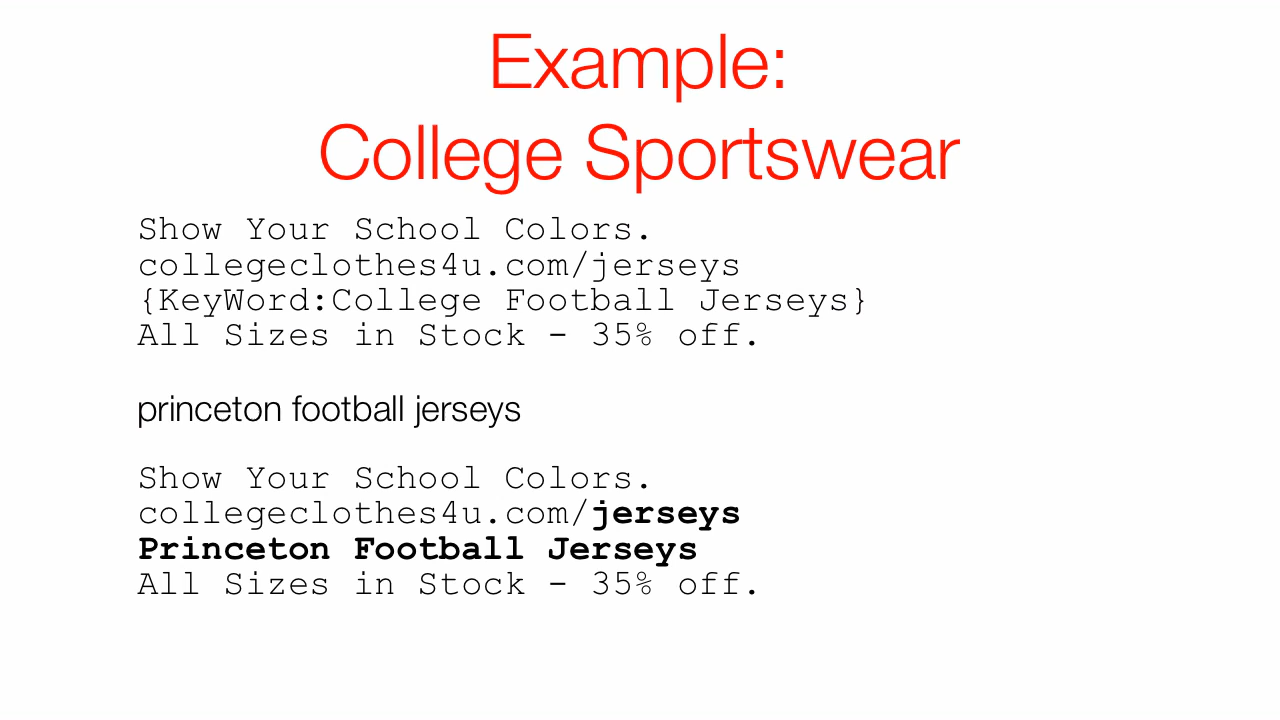 Example:
College Sportswear
Show Your School Colors.
collegeclothes4u.com/jerseys
{KeyWord:College Football Jerseys}
All Sizes in Stock - 35% off.
princeton football jerseys
Show Your School Colors.
collegeclothes4u.com/jerseys
Princeton Football Jerseys
All Sizes in Stock - 35% off.